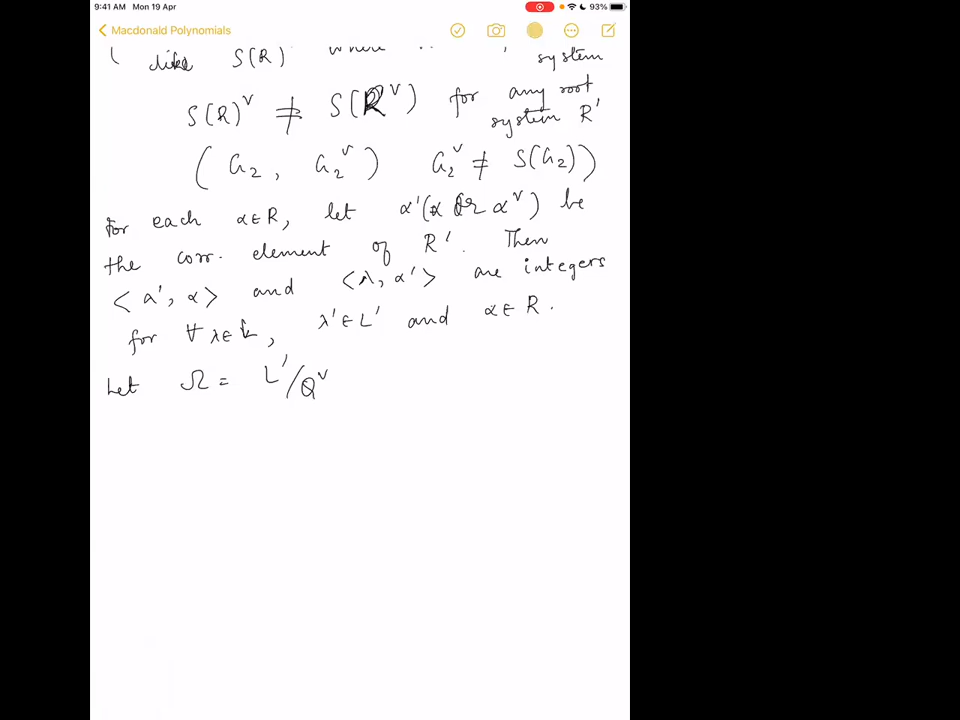 9:41 AM Mon 19 Apr 93%
Macdonald Polynomials
( like S(R) where system
S(R)^∨ ≠ S(R^∨) for any root system R'
( G₂, G₂^∨ ) G₂^∨ ≠ S(G₂) )
for each α∈R, let α'(α or α^∨) be
the corr. element of R'. Then
< a', α > and < λ, α' > are integers
for ∀ λ∈L, λ'∈L' and α∈R.
Let Ω = L'/Q^∨